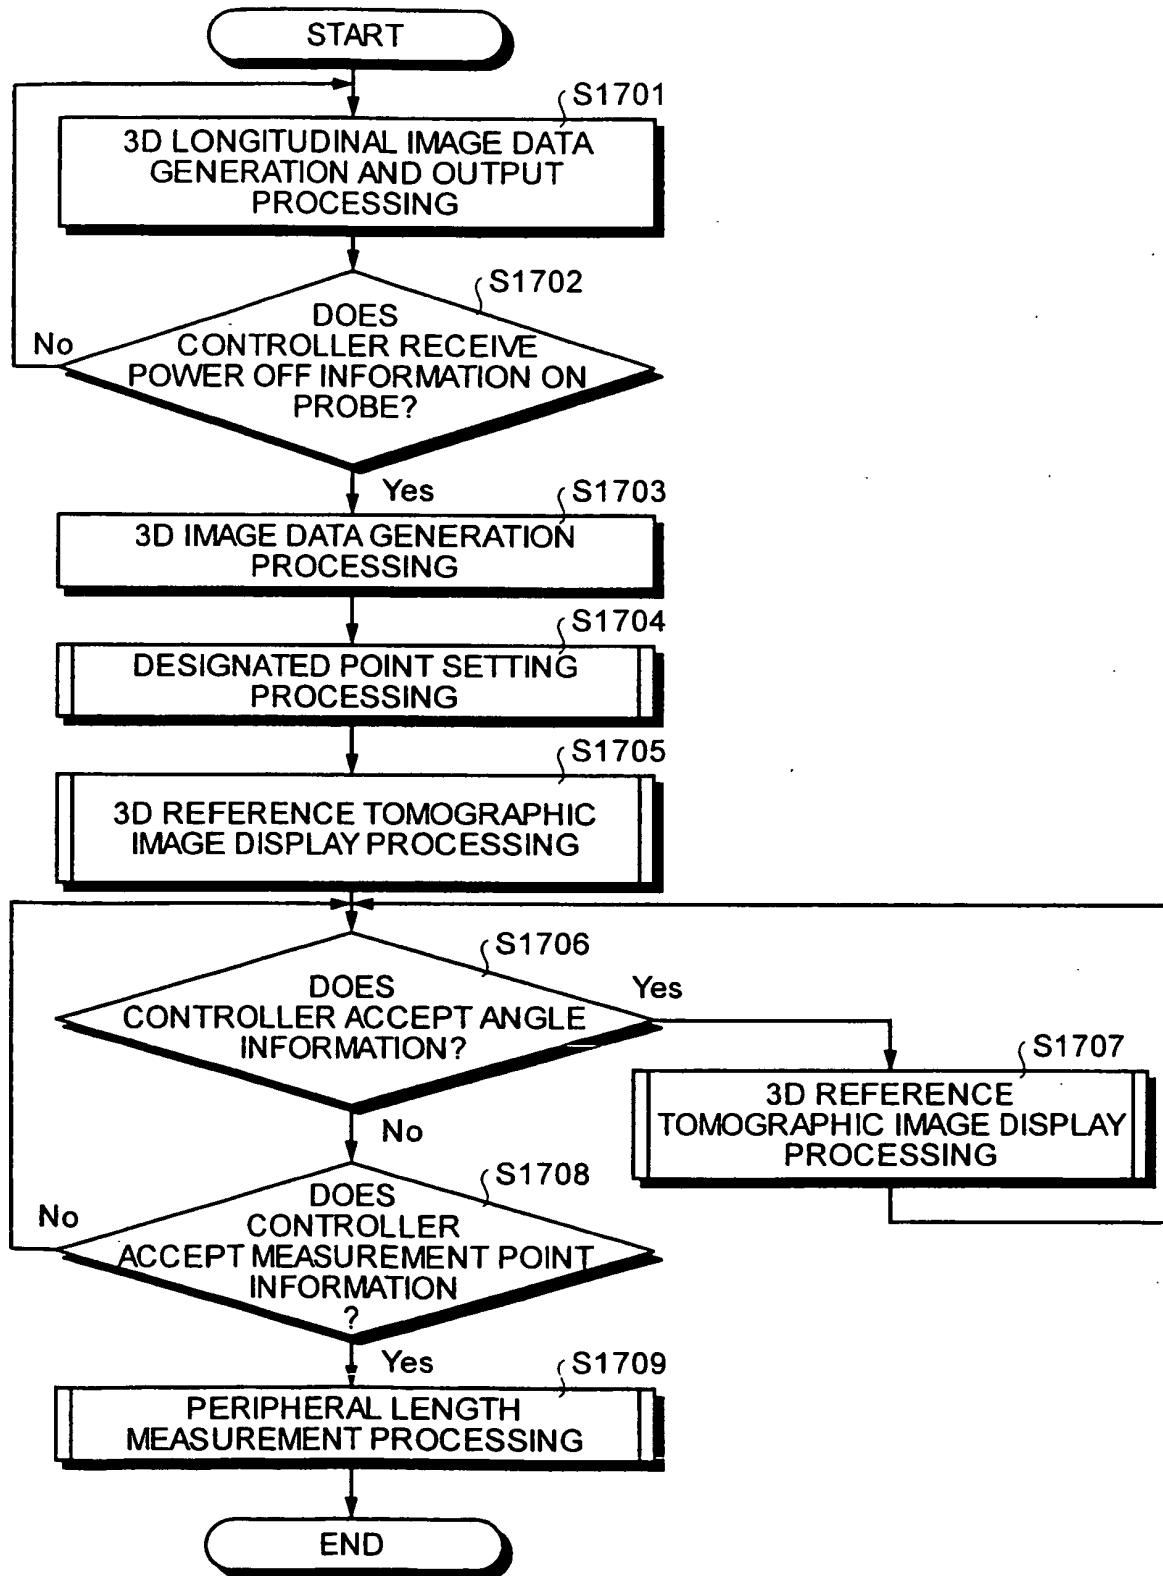 START
S1701
3D LONGITUDINAL IMAGE DATA
GENERATION AND OUTPUT
PROCESSING
S1702
DOES
CONTROLLER RECEIVE
POWER OFF INFORMATION ON
PROBE?
No
Yes
S1703
3D IMAGE DATA GENERATION
PROCESSING
S1704
DESIGNATED POINT SETTING
PROCESSING
S1705
3D REFERENCE TOMOGRAPHIC
IMAGE DISPLAY PROCESSING
S1706
DOES
CONTROLLER ACCEPT ANGLE
INFORMATION?
Yes
No
S1707
3D REFERENCE
TOMOGRAPHIC IMAGE DISPLAY
PROCESSING
S1708
DOES
CONTROLLER
ACCEPT MEASUREMENT POINT
INFORMATION
?
No
Yes
S1709
PERIPHERAL LENGTH
MEASUREMENT PROCESSING
END